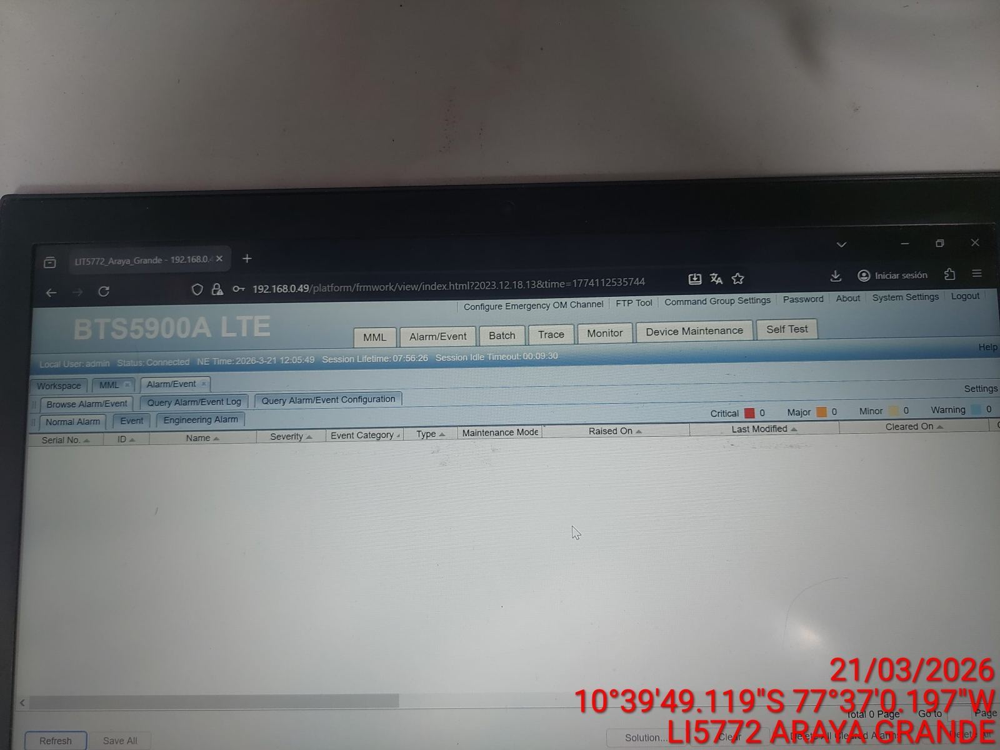 LIT5772_Araya_Grande - 192.168.0.4
192.168.0.49/platform/frmwork/view/index.html?2023.12.18.13&time=1774112535744
Iniciar sesión
Configure Emergency OM Channel FTP Tool Command Group Settings Password About System Settings Logout
BTS5900A LTE
MML Alarm/Event Batch Trace Monitor Device Maintenance Self Test
Help
Local User: admin Status: Connected NE Time: 2026-3-21 12:05:49 Session Lifetime: 07:56:26 Session Idle Timeout: 00:09:30
Workspace MML Alarm/Event
Settings
Browse Alarm/Event Query Alarm/Event Log Query Alarm/Event Configuration
Normal Alarm Event Engineering Alarm
Critical 0 Major 0 Minor 0 Warning 0
Serial No. ID Name Severity Event Category Type Maintenance Mode Raised On Last Modified Cleared On
21/03/2026
10°39'49.119"S 77°37'0.197"W
Total 0 Page Go to Page
LI5772 ARAYA GRANDE
Refresh Save All Solution... Clear